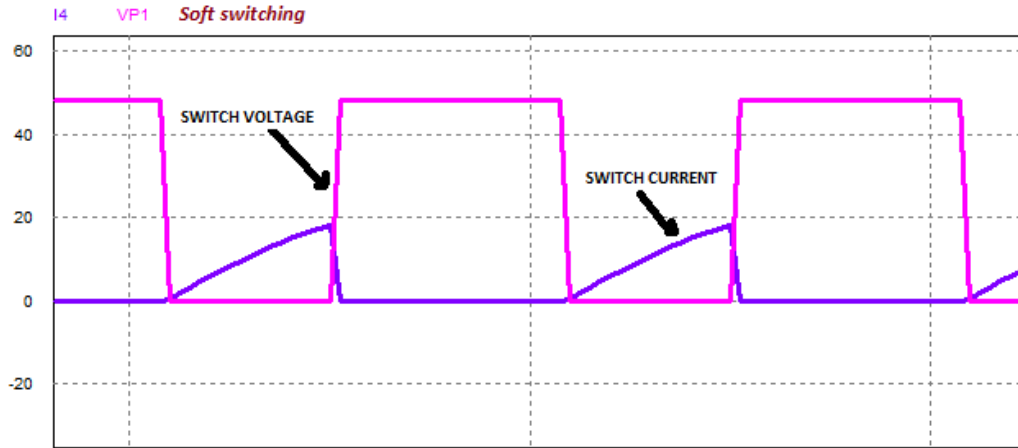 I4 VP1 Soft switching
60
SWITCH VOLTAGE
40
SWITCH CURRENT
20
0
-20